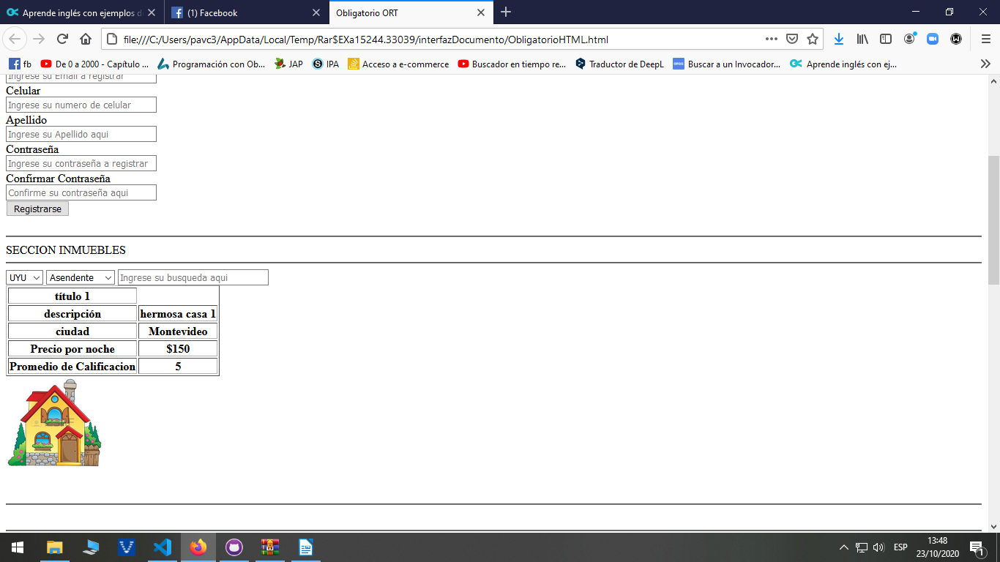 Aprende inglés con ejemplos d
(1) Facebook
Obligatorio ORT
file:///C:/Users/pavc3/AppData/Local/Temp/Rar$EXa15244.33039/interfazDocumento/ObligatorioHTML.html
fb
De 0 a 2000 - Capítulo ...
Programación con Ob...
JAP
IPA
Acceso a e-commerce
Buscador en tiempo re...
Traductor de DeepL
Buscar a un Invocador...
Aprende inglés con ej...
Ingrese su Email a registrar
Celular
Ingrese su numero de celular
Apellido
Ingrese su Apellido aqui
Contraseña
Ingrese su contraseña a registrar
Confirmar Contraseña
Confirme su contraseña aqui
Registrarse
SECCION INMUEBLES
UYU Asendente Ingrese su busqueda aqui
título 1
descripción hermosa casa 1
ciudad Montevideo
Precio por noche $150
Promedio de Calificacion 5
ESP
13:48
23/10/2020
1